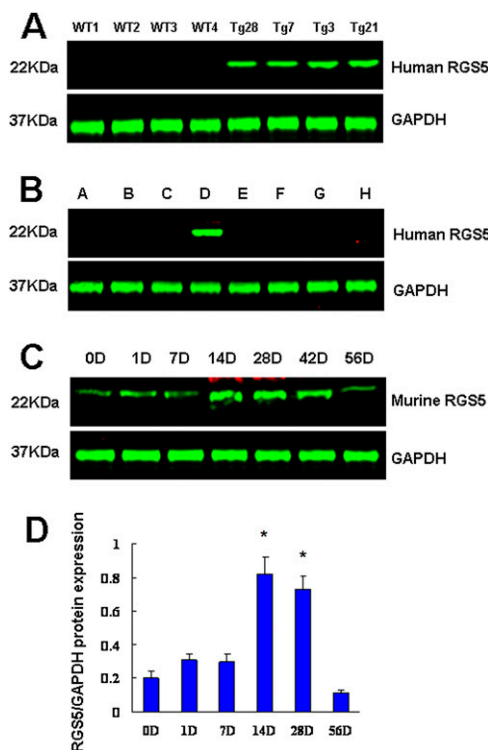 A
WT1 WT2 WT3 WT4 Tg28 Tg7 Tg3 Tg21
22KDa
Human RGS5
37KDa
GAPDH
B
A B C D E F G H
22KDa
Human RGS5
37KDa
GAPDH
C
0D 1D 7D 14D 28D 42D 56D
22KDa
Murine RGS5
37KDa
GAPDH
D
RGS5/GAPDH protein expression
1
0.8
0.6
0.4
0.2
0
* *
0D 1D 7D 14D 28D 56D